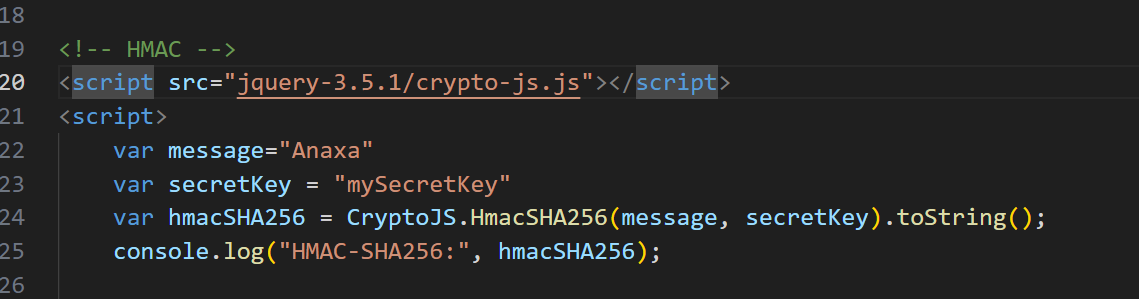 18
19 <!-- HMAC -->
20 <script src="jquery-3.5.1/crypto-js.js"></script>
21 <script>
22     var message="Anaxa"
23     var secretKey = "mySecretKey"
24     var hmacSHA256 = CryptoJS.HmacSHA256(message, secretKey).toString();
25     console.log("HMAC-SHA256:", hmacSHA256);
26